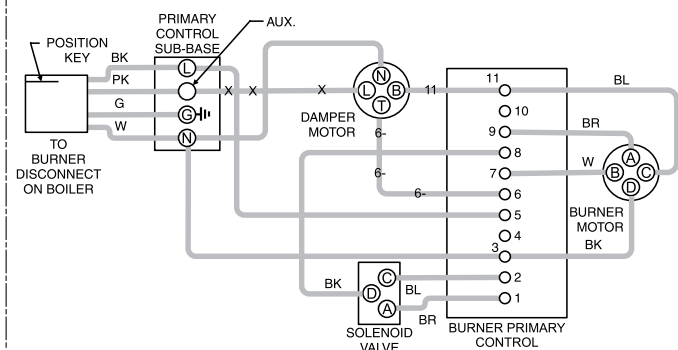 PRIMARY
CONTROL
SUB-BASE
AUX.
POSITION
KEY
BK
PK
G
W
L
G
N
TO
BURNER
DISCONNECT
ON BOILER
X X X
DAMPER
MOTOR
N
L B
T
11
6-
6-
6-
11
10
9
8
7
6
5
4
3
2
1
BL
BR
W
A
B C
D
BURNER
MOTOR
BK
BK
C
D
A
BL
BR
SOLENOID
VALVE
BURNER PRIMARY
CONTROL